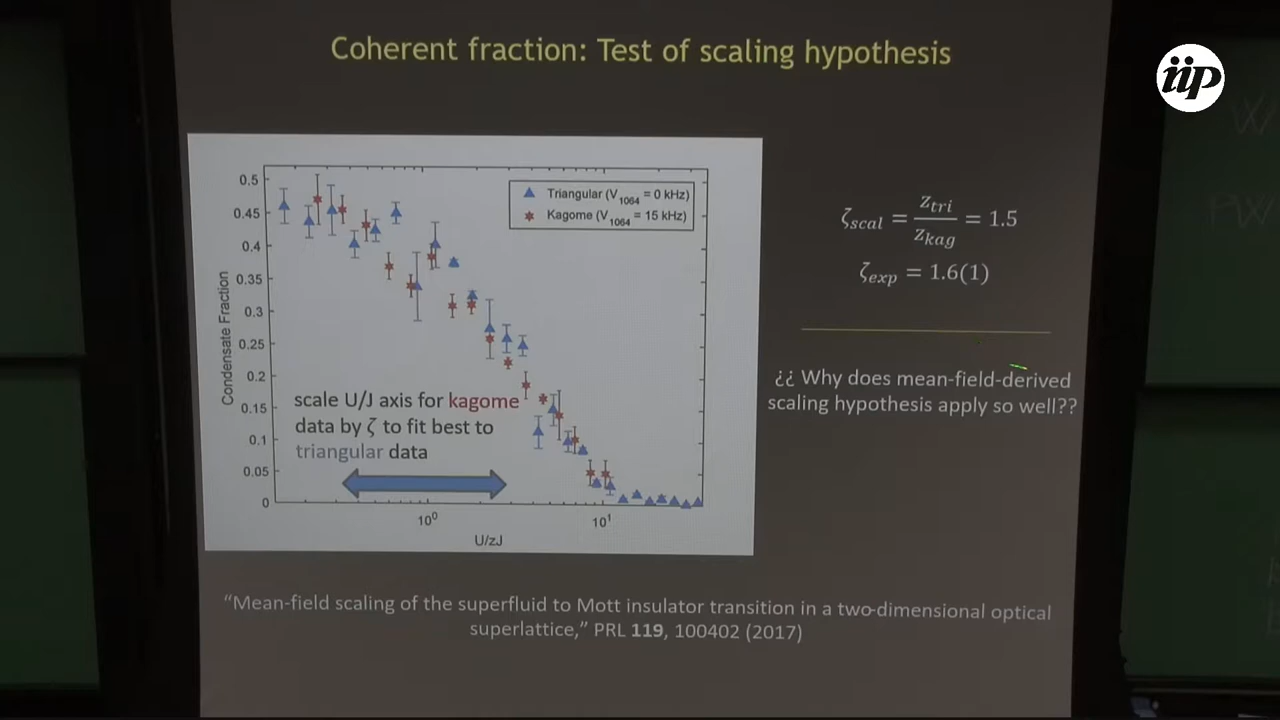 Coherent fraction: Test of scaling hypothesis
iip
0.5
0.45
0.4
0.35
0.3
0.25
0.2
0.15
0.1
0.05
0
Condensate Fraction
Triangular (V1064 = 0 kHz)
Kagome (V1064 = 15 kHz)
scale U/J axis for kagome
data by ζ to fit best to
triangular data
10⁰
10¹
U/zJ
ζscal = ztri/zkag = 1.5
ζexp = 1.6(1)
¿¿ Why does mean-field-derived
scaling hypothesis apply so well??
“Mean-field scaling of the superfluid to Mott insulator transition in a two-dimensional optical
superlattice,” PRL 119, 100402 (2017)